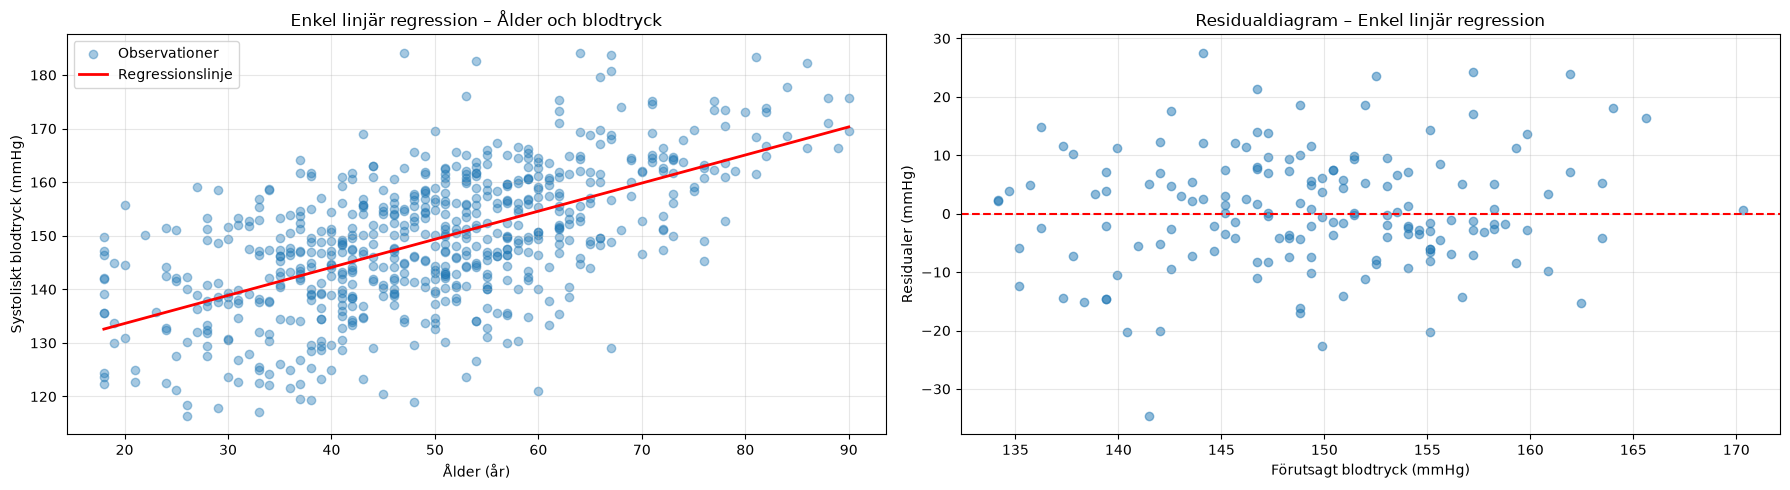 Enkel linjär regression – Ålder och blodtryck
Observationer
Regressionslinje
Systoliskt blodtryck (mmHg)
180
170
160
150
140
130
120
20 30 40 50 60 70 80 90
Ålder (år)
Residualdiagram – Enkel linjär regression
Residualer (mmHg)
30
20
10
0
−10
−20
−30
135 140 145 150 155 160 165 170
Förutsagt blodtryck (mmHg)